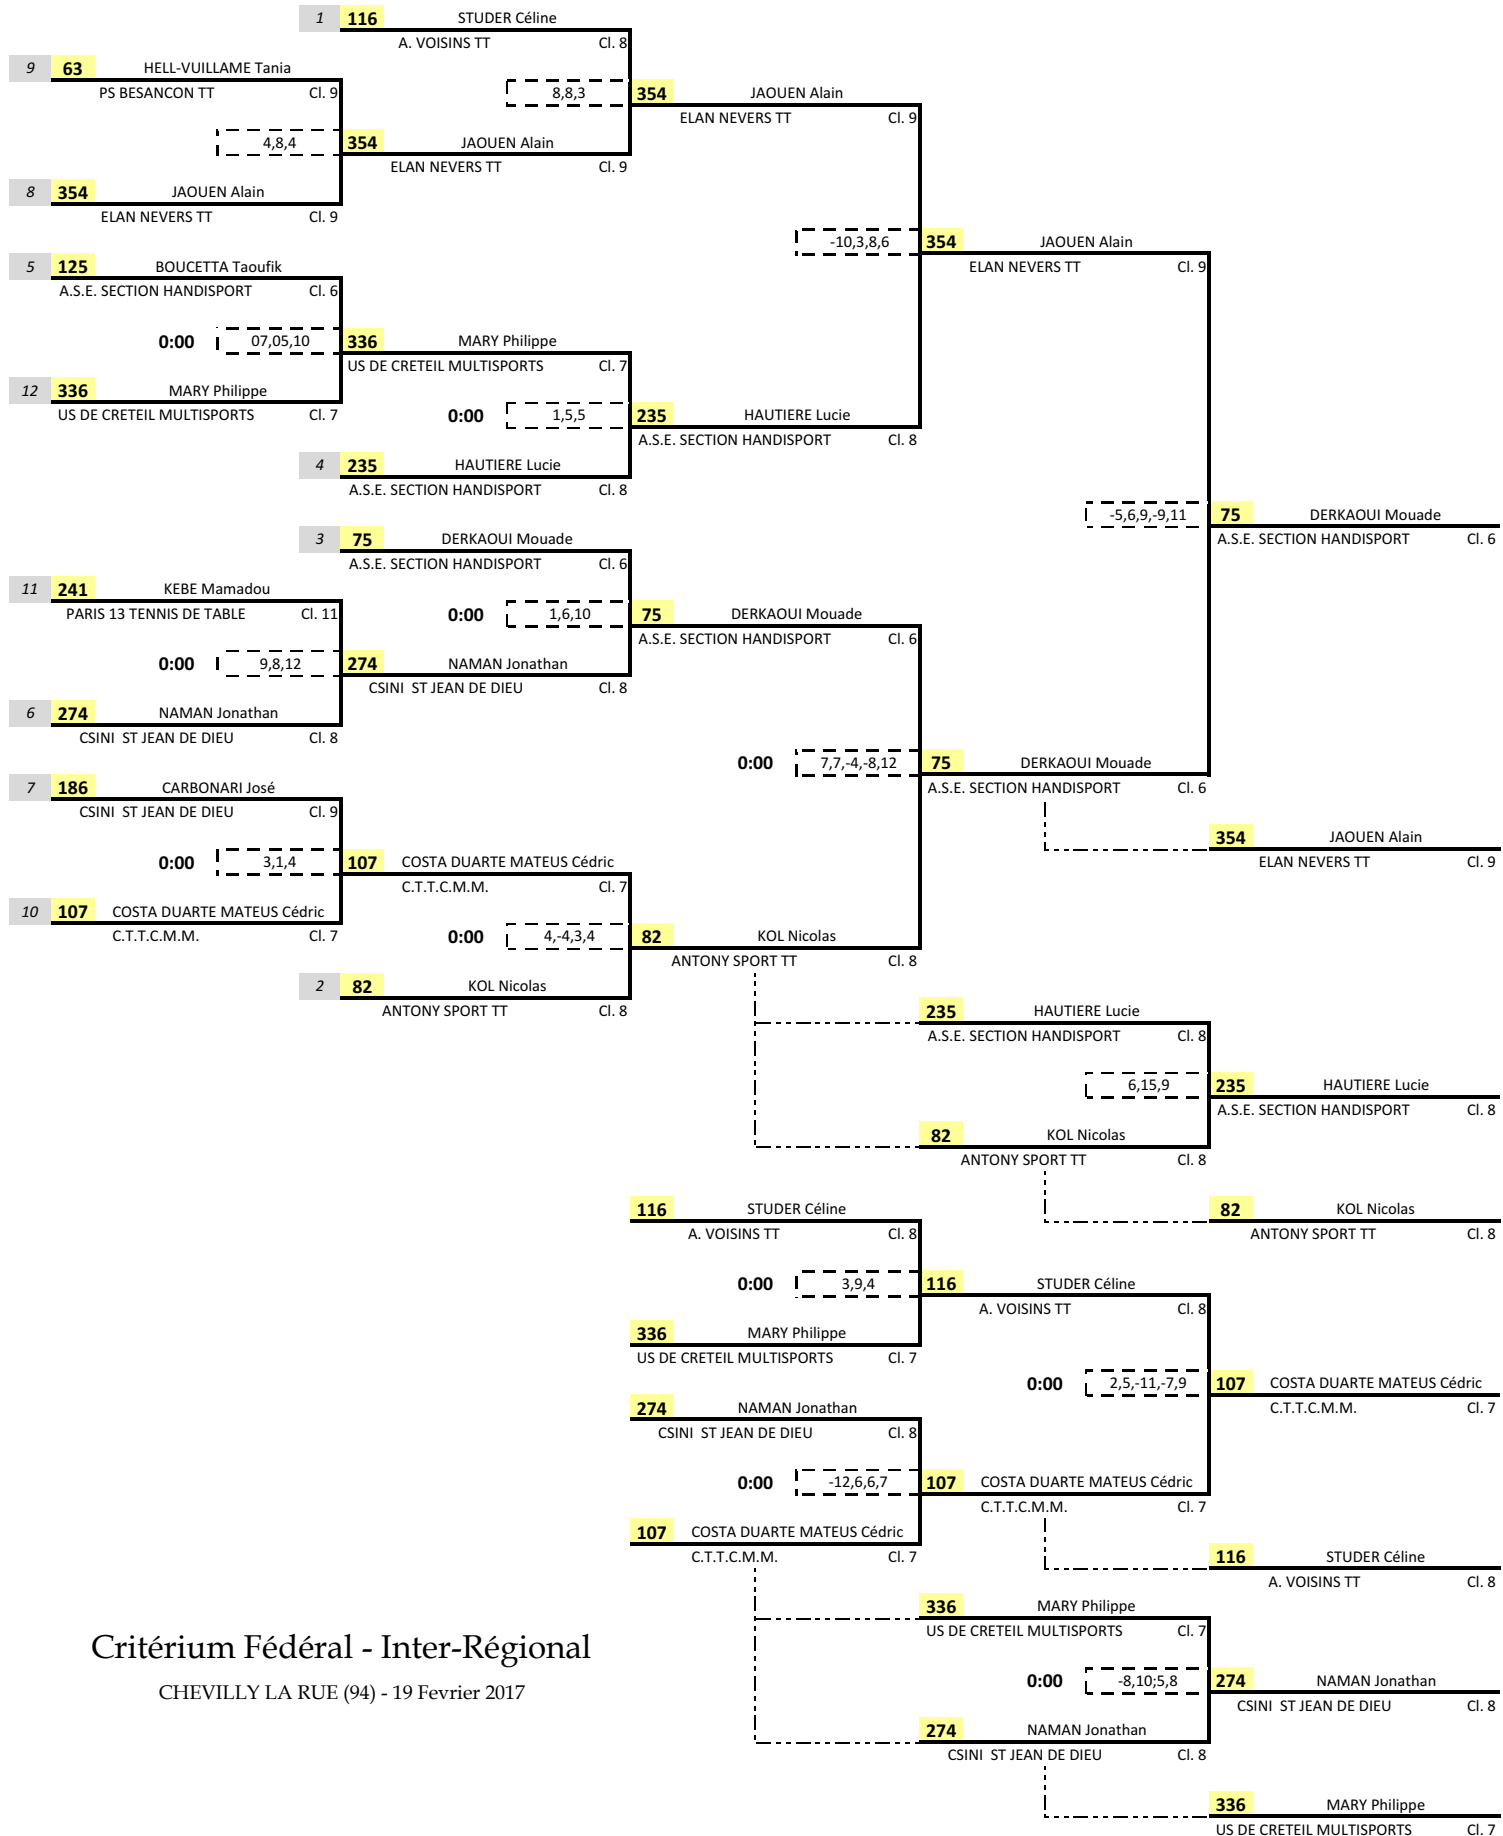 1 116 STUDER Céline
A. VOISINS TT Cl. 8
9 63 HELL-VUILLAME Tania
PS BESANCON TT Cl. 9
8,8,3 354 JAOUEN Alain
ELAN NEVERS TT Cl. 9
4,8,4 354 JAOUEN Alain
ELAN NEVERS TT Cl. 9
8 354 JAOUEN Alain
ELAN NEVERS TT Cl. 9
-10,3,8,6 354 JAOUEN Alain
ELAN NEVERS TT Cl. 9
5 125 BOUCETTA Taoufik
A.S.E. SECTION HANDISPORT Cl. 6
0:00 07,05,10 336 MARY Philippe
US DE CRETEIL MULTISPORTS Cl. 7
12 336 MARY Philippe
US DE CRETEIL MULTISPORTS Cl. 7
0:00 1,5,5 235 HAUTIERE Lucie
A.S.E. SECTION HANDISPORT Cl. 8
4 235 HAUTIERE Lucie
A.S.E. SECTION HANDISPORT Cl. 8
-5,6,9,-9,11 75 DERKAOUI Mouade
A.S.E. SECTION HANDISPORT Cl. 6
3 75 DERKAOUI Mouade
A.S.E. SECTION HANDISPORT Cl. 6
11 241 KEBE Mamadou
PARIS 13 TENNIS DE TABLE Cl. 11
0:00 1,6,10 75 DERKAOUI Mouade
A.S.E. SECTION HANDISPORT Cl. 6
0:00 9,8,12 274 NAMAN Jonathan
CSINI ST JEAN DE DIEU Cl. 8
6 274 NAMAN Jonathan
CSINI ST JEAN DE DIEU Cl. 8
0:00 7,7,-4,-8,12 75 DERKAOUI Mouade
A.S.E. SECTION HANDISPORT Cl. 6
7 186 CARBONARI José
CSINI ST JEAN DE DIEU Cl. 9
354 JAOUEN Alain
ELAN NEVERS TT Cl. 9
0:00 3,1,4 107 COSTA DUARTE MATEUS Cédric
C.T.T.C.M.M. Cl. 7
10 107 COSTA DUARTE MATEUS Cédric
C.T.T.C.M.M. Cl. 7
0:00 4,-4,3,4 82 KOL Nicolas
ANTONY SPORT TT Cl. 8
2 82 KOL Nicolas
ANTONY SPORT TT Cl. 8
235 HAUTIERE Lucie
A.S.E. SECTION HANDISPORT Cl. 8
6,15,9 235 HAUTIERE Lucie
A.S.E. SECTION HANDISPORT Cl. 8
82 KOL Nicolas
ANTONY SPORT TT Cl. 8
116 STUDER Céline
A. VOISINS TT Cl. 8
82 KOL Nicolas
ANTONY SPORT TT Cl. 8
0:00 3,9,4 116 STUDER Céline
A. VOISINS TT Cl. 8
336 MARY Philippe
US DE CRETEIL MULTISPORTS Cl. 7
0:00 2,5,-11,-7,9 107 COSTA DUARTE MATEUS Cédric
C.T.T.C.M.M. Cl. 7
274 NAMAN Jonathan
CSINI ST JEAN DE DIEU Cl. 8
0:00 -12,6,6,7 107 COSTA DUARTE MATEUS Cédric
C.T.T.C.M.M. Cl. 7
107 COSTA DUARTE MATEUS Cédric
C.T.T.C.M.M. Cl. 7
116 STUDER Céline
A. VOISINS TT Cl. 8
336 MARY Philippe
US DE CRETEIL MULTISPORTS Cl. 7
Critérium Fédéral - Inter-Régional
CHEVILLY LA RUE (94) - 19 Fevrier 2017
0:00 -8,10;5,8 274 NAMAN Jonathan
CSINI ST JEAN DE DIEU Cl. 8
274 NAMAN Jonathan
CSINI ST JEAN DE DIEU Cl. 8
336 MARY Philippe
US DE CRETEIL MULTISPORTS Cl. 7